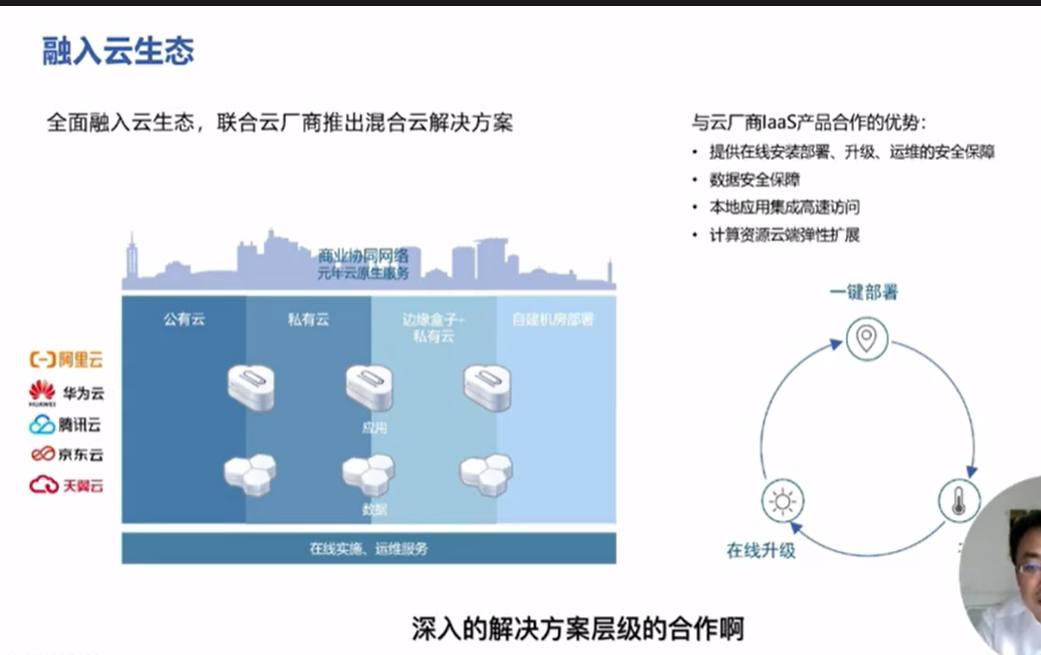 融入云生态
全面融入云生态，联合云厂商推出混合云解决方案
与云厂商IaaS产品合作的优势：
• 提供在线安装部署、升级、运维的安全保障
• 数据安全保障
• 本地应用集成高速访问
• 计算资源云端弹性扩展
商业协同网络
元年云原生服务
公有云
私有云
边缘盒子+
私有云
自建机房部署
阿里云
HUAWEI 华为云
腾讯云
京东云
天翼云
应用
数据
在线实施、运维服务
一键部署
在线升级
深入的解决方案层级的合作啊